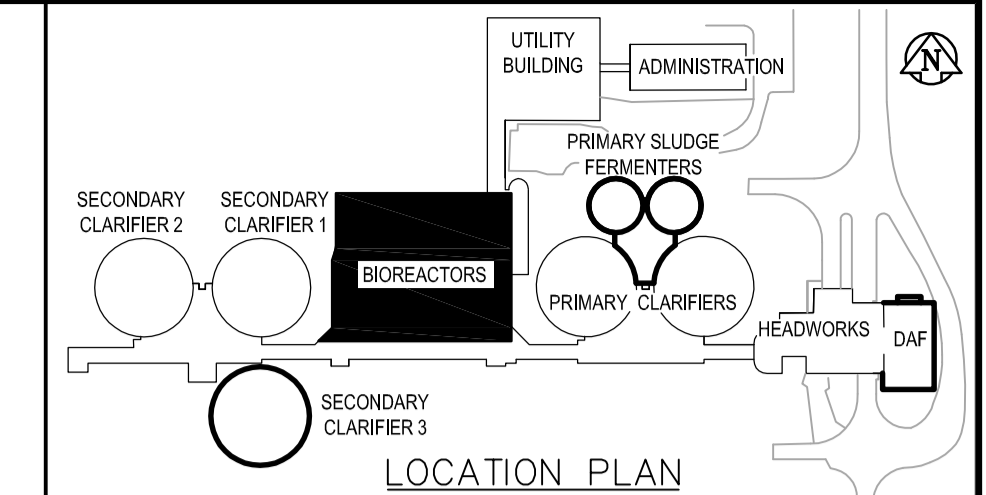 UTILITY
BUILDING
ADMINISTRATION
N
PRIMARY SLUDGE
FERMENTERS
SECONDARY
CLARIFIER 2
SECONDARY
CLARIFIER 1
BIOREACTORS
PRIMARY CLARIFIERS
HEADWORKS
DAF
SECONDARY
CLARIFIER 3
LOCATION PLAN